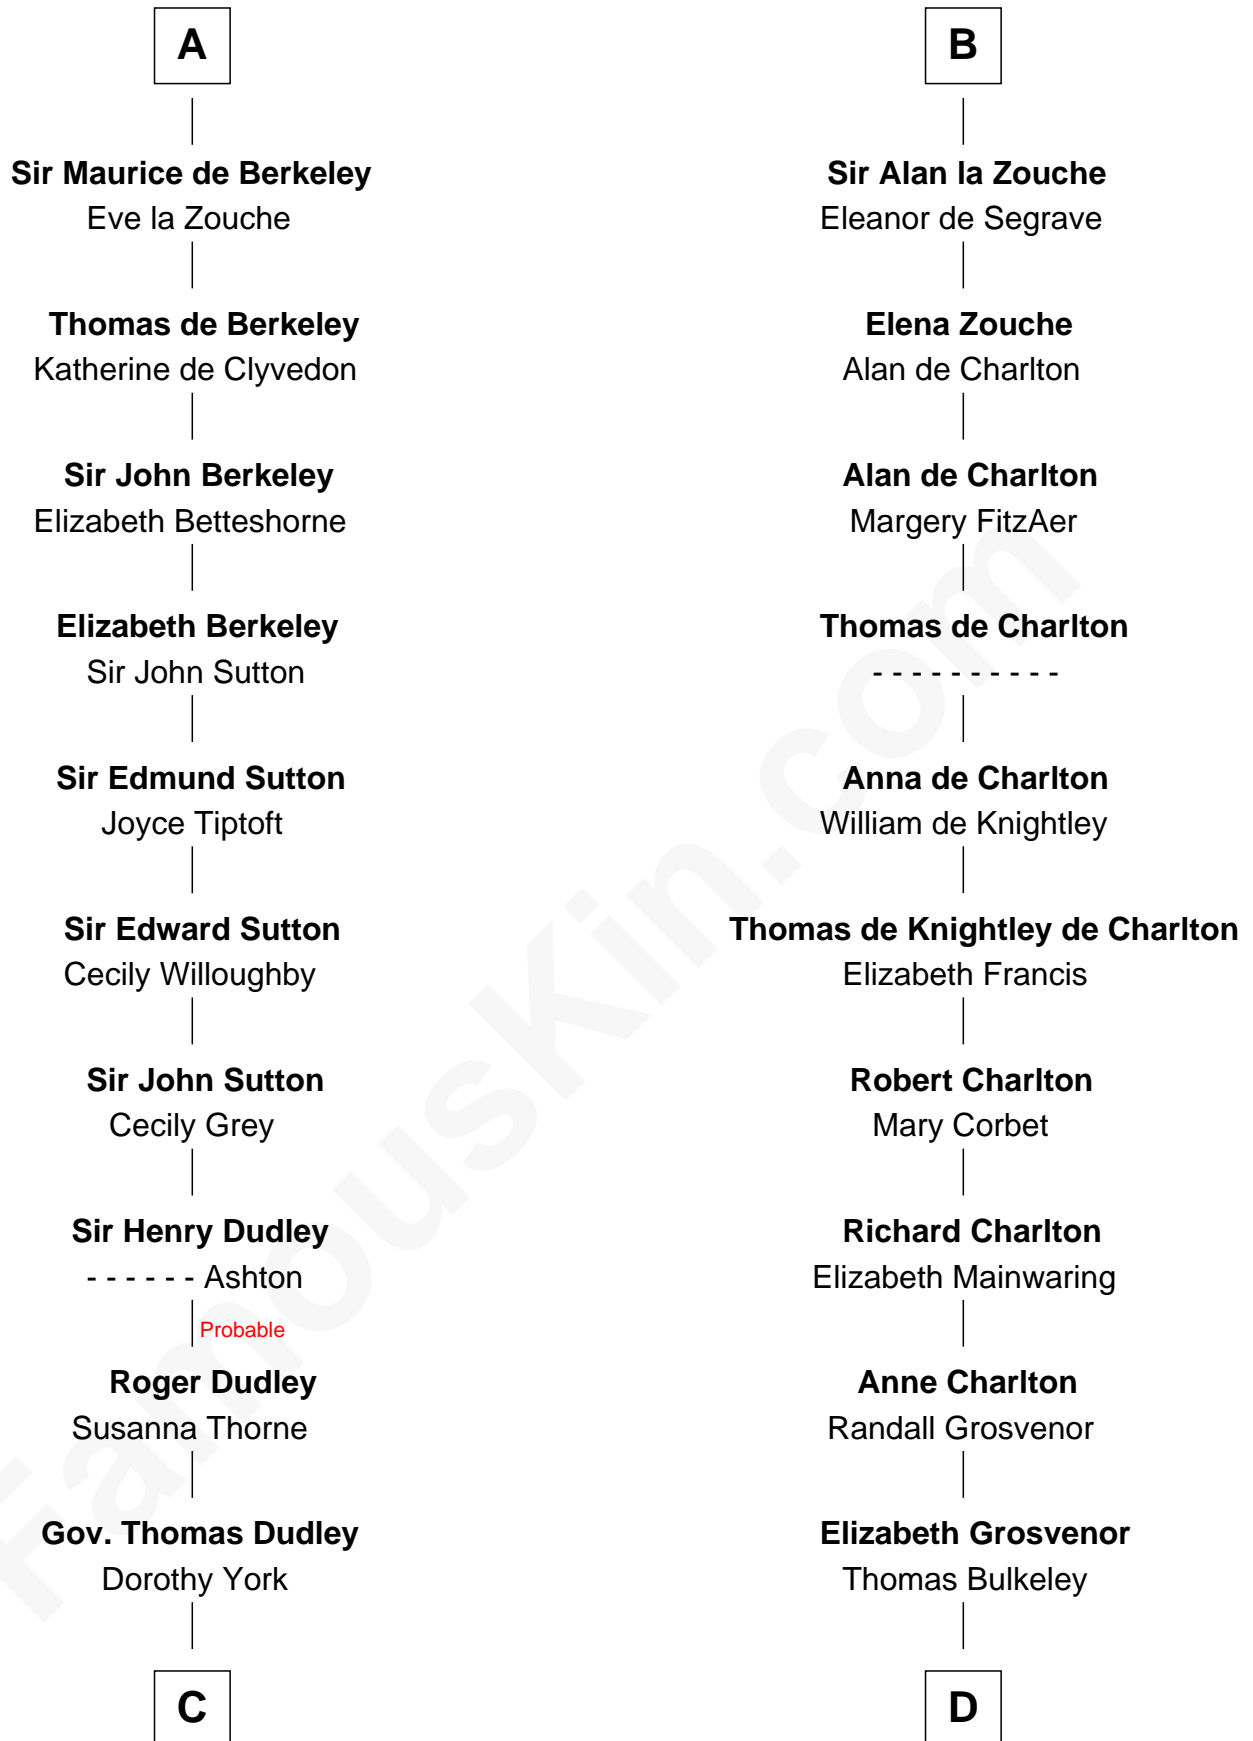 A
Sir Maurice de Berkeley
Eve la Zouche
Thomas de Berkeley
Katherine de Clyvedon
Sir John Berkeley
Elizabeth Betteshorne
Elizabeth Berkeley
Sir John Sutton
Sir Edmund Sutton
Joyce Tiptoft
Sir Edward Sutton
Cecily Willoughby
Sir John Sutton
Cecily Grey
Sir Henry Dudley
- - - - - - Ashton
Probable
Roger Dudley
Susanna Thorne
Gov. Thomas Dudley
Dorothy York
C
B
Sir Alan la Zouche
Eleanor de Segrave
Elena Zouche
Alan de Charlton
Alan de Charlton
Margery FitzAer
Thomas de Charlton
- - - - - - - - - -
Anna de Charlton
William de Knightley
Thomas de Knightley de Charlton
Elizabeth Francis
Robert Charlton
Mary Corbet
Richard Charlton
Elizabeth Mainwaring
Anne Charlton
Randall Grosvenor
Elizabeth Grosvenor
Thomas Bulkeley
D
FamousKin.com